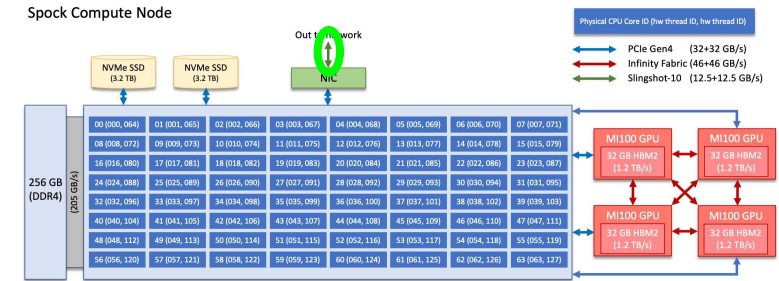 Spock Compute Node
Physical CPU Core ID (hw thread ID, hw thread ID)
Out to network
PCIe Gen4 (32+32 GB/s)
Infinity Fabric (46+46 GB/s)
Slingshot-10 (12.5+12.5 GB/s)
NVMe SSD
(3.2 TB)
NVMe SSD
(3.2 TB)
NIC
256 GB
(DDR4)
(205 GB/s)
00 (000, 064) 01 (001, 065) 02 (002, 066) 03 (003, 067) 04 (004, 068) 05 (005, 069) 06 (006, 070) 07 (007, 071)
08 (008, 072) 09 (009, 073) 10 (010, 074) 11 (011, 075) 12 (012, 076) 13 (013, 077) 14 (014, 078) 15 (015, 079)
16 (016, 080) 17 (017, 081) 18 (018, 082) 19 (019, 083) 20 (020, 084) 21 (021, 085) 22 (022, 086) 23 (023, 087)
24 (024, 088) 25 (025, 089) 26 (026, 090) 27 (027, 091) 28 (028, 092) 29 (029, 093) 30 (030, 094) 31 (031, 095)
32 (032, 096) 33 (033, 097) 34 (034, 098) 35 (035, 099) 36 (036, 100) 37 (037, 101) 38 (038, 102) 39 (039, 103)
40 (040, 104) 41 (041, 105) 42 (042, 106) 43 (043, 107) 44 (044, 108) 45 (045, 109) 46 (046, 110) 47 (047, 111)
48 (048, 112) 49 (049, 113) 50 (050, 114) 51 (051, 115) 52 (052, 116) 53 (053, 117) 54 (054, 118) 55 (055, 119)
56 (056, 120) 57 (057, 121) 58 (058, 122) 59 (059, 123) 60 (060, 124) 61 (061, 125) 62 (062, 126) 63 (063, 127)
MI100 GPU
32 GB HBM2
(1.2 TB/s)
MI100 GPU
32 GB HBM2
(1.2 TB/s)
MI100 GPU
32 GB HBM2
(1.2 TB/s)
MI100 GPU
32 GB HBM2
(1.2 TB/s)